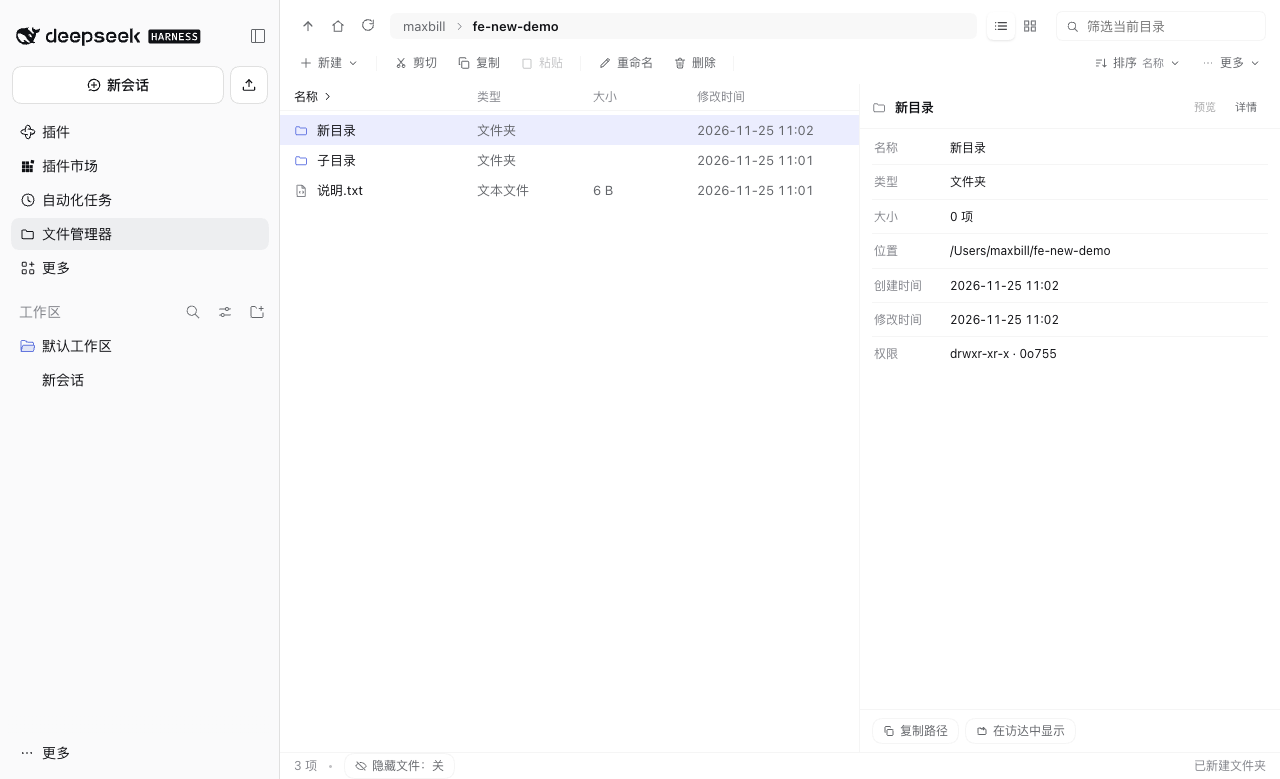 deepseek HARNESS
新会话
插件
插件市场
自动化任务
文件管理器
更多
工作区
默认工作区
新会话
更多
maxbill fe-new-demo
筛选当前目录
新建 剪切 复制 粘贴 重命名 删除 排序 名称 更多
名称 类型 大小 修改时间
新目录 文件夹 2026-11-25 11:02
子目录 文件夹 2026-11-25 11:01
说明.txt 文本文件 6 B 2026-11-25 11:01
新目录 预览 详情
名称 新目录
类型 文件夹
大小 0 项
位置 /Users/maxbill/fe-new-demo
创建时间 2026-11-25 11:02
修改时间 2026-11-25 11:02
权限 drwxr-xr-x · 0o755
复制路径 在访达中显示
3 项 · 隐藏文件：关 已新建文件夹